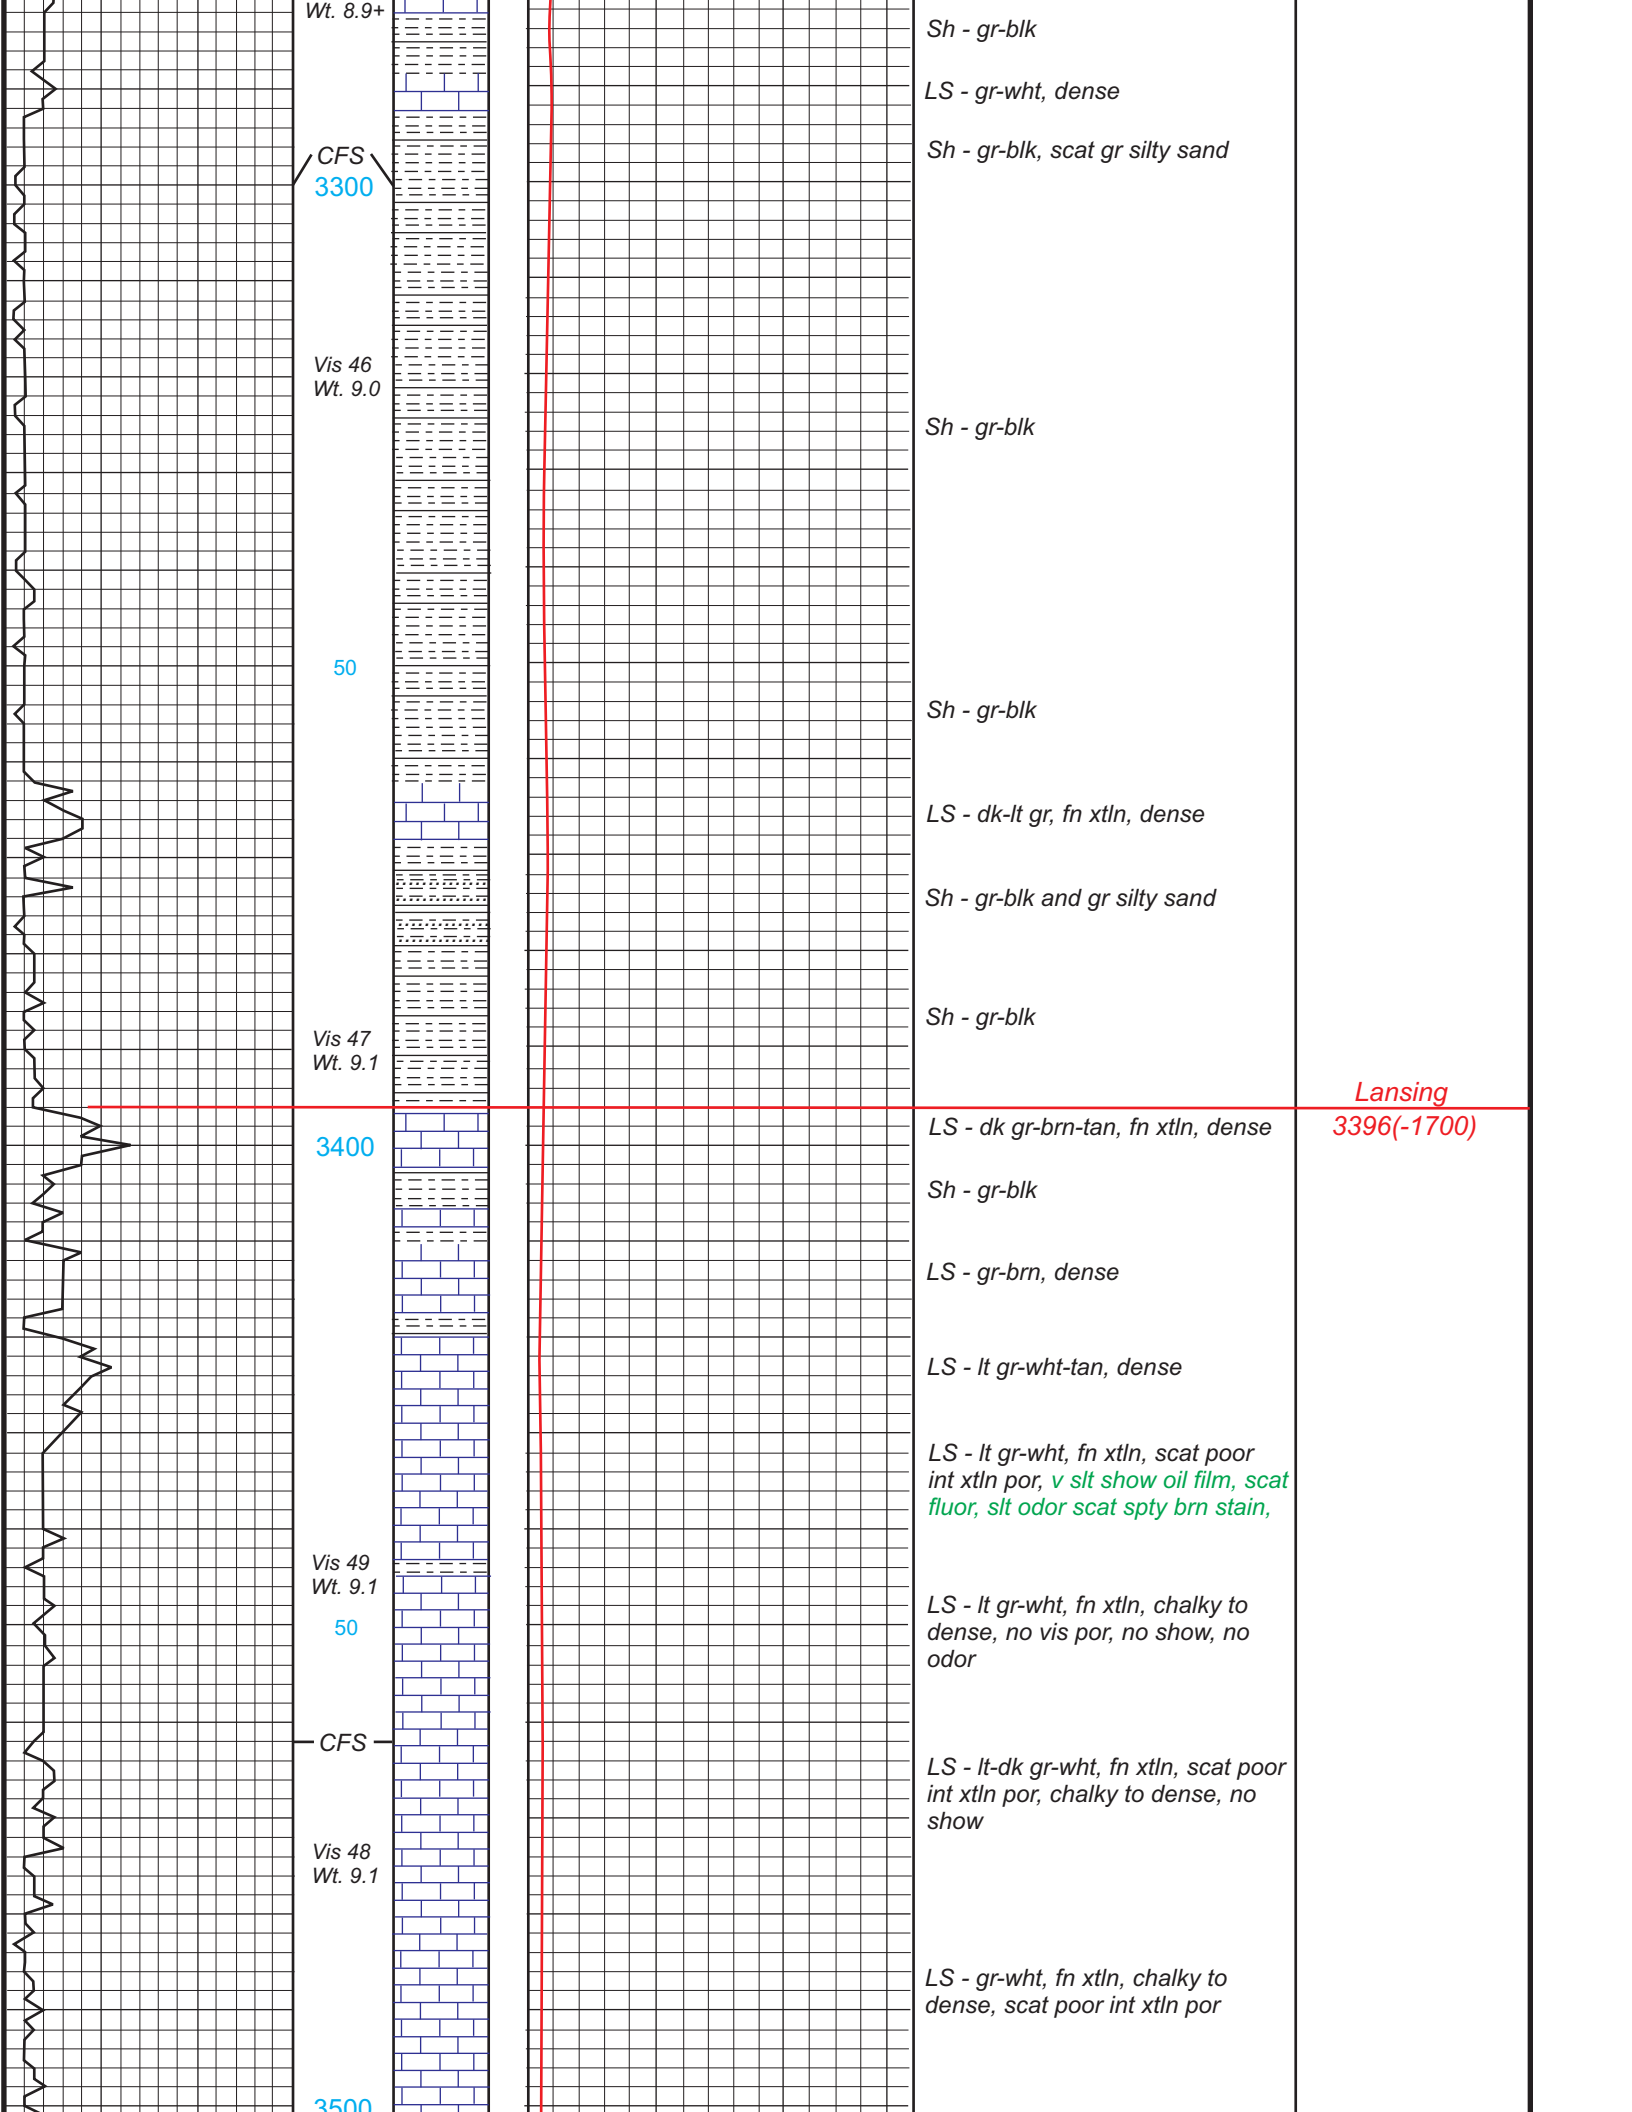 Wt. 8.9+
Sh - gr-blk
LS - gr-wht, dense
Sh - gr-blk, scat gr silty sand
CFS
3300
Vis 46
Wt. 9.0
Sh - gr-blk
50
Sh - gr-blk
LS - dk-lt gr, fn xtln, dense
Sh - gr-blk and gr silty sand
Sh - gr-blk
Vis 47
Wt. 9.1
Lansing
3396(-1700)
LS - dk gr-brn-tan, fn xtln, dense
3400
Sh - gr-blk
LS - gr-brn, dense
LS - lt gr-wht-tan, dense
LS - lt gr-wht, fn xtln, scat poor
int xtln por, v slt show oil film, scat
fluor, slt odor scat spty brn stain,
Vis 49
Wt. 9.1
50
LS - lt gr-wht, fn xtln, chalky to
dense, no vis por, no show, no
odor
CFS
LS - lt-dk gr-wht, fn xtln, scat poor
int xtln por, chalky to dense, no
show
Vis 48
Wt. 9.1
LS - gr-wht, fn xtln, chalky to
dense, scat poor int xtln por
3500